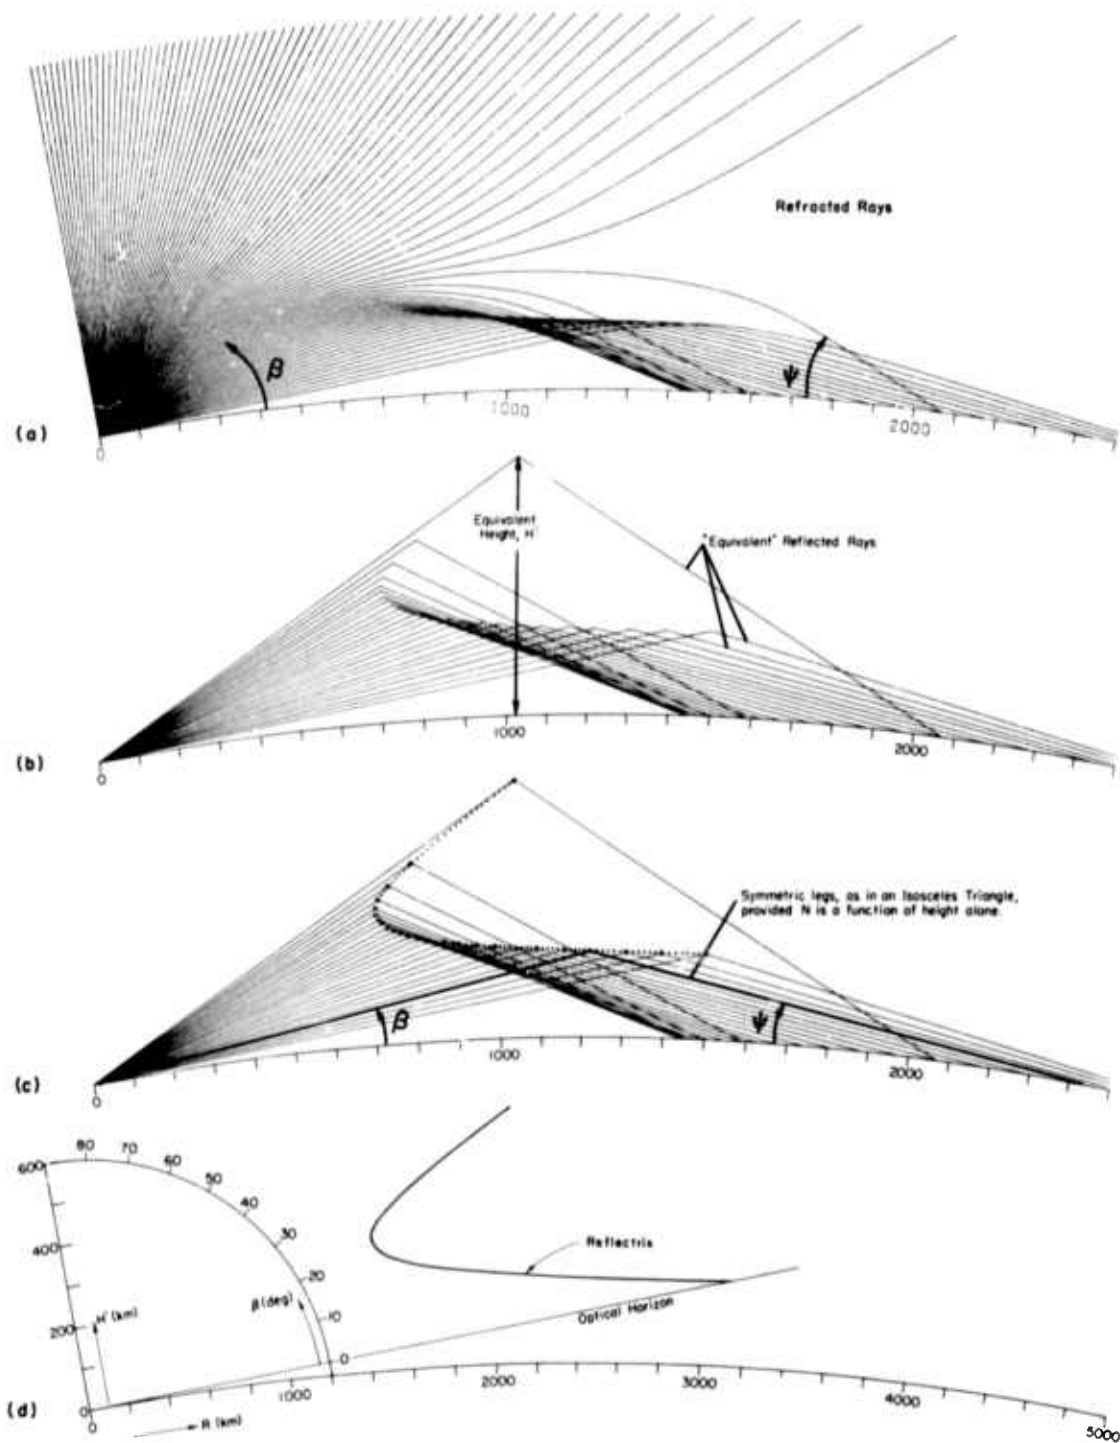 Refracted Rays
β
ψ
(a)
0
1000
2000
Equivalent
Height, H'
"Equivalent" Reflected Rays
(b)
0
1000
2000
Symmetric legs, as in an Isosceles Triangle,
provided N is a function of height alone.
β
ψ
(c)
0
1000
2000
80
70
60
50
40
30
20
10
0
600
400
200
0
H' (km)
β (deg)
Reflectrix
Optical Horizon
(d)
0
1000
2000
3000
4000
5000
R (km)